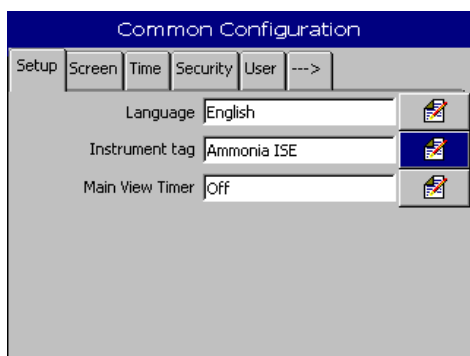 Common Configuration
Setup Screen Time Security User --->
Language English
Instrument tag Ammonia ISE
Main View Timer Off